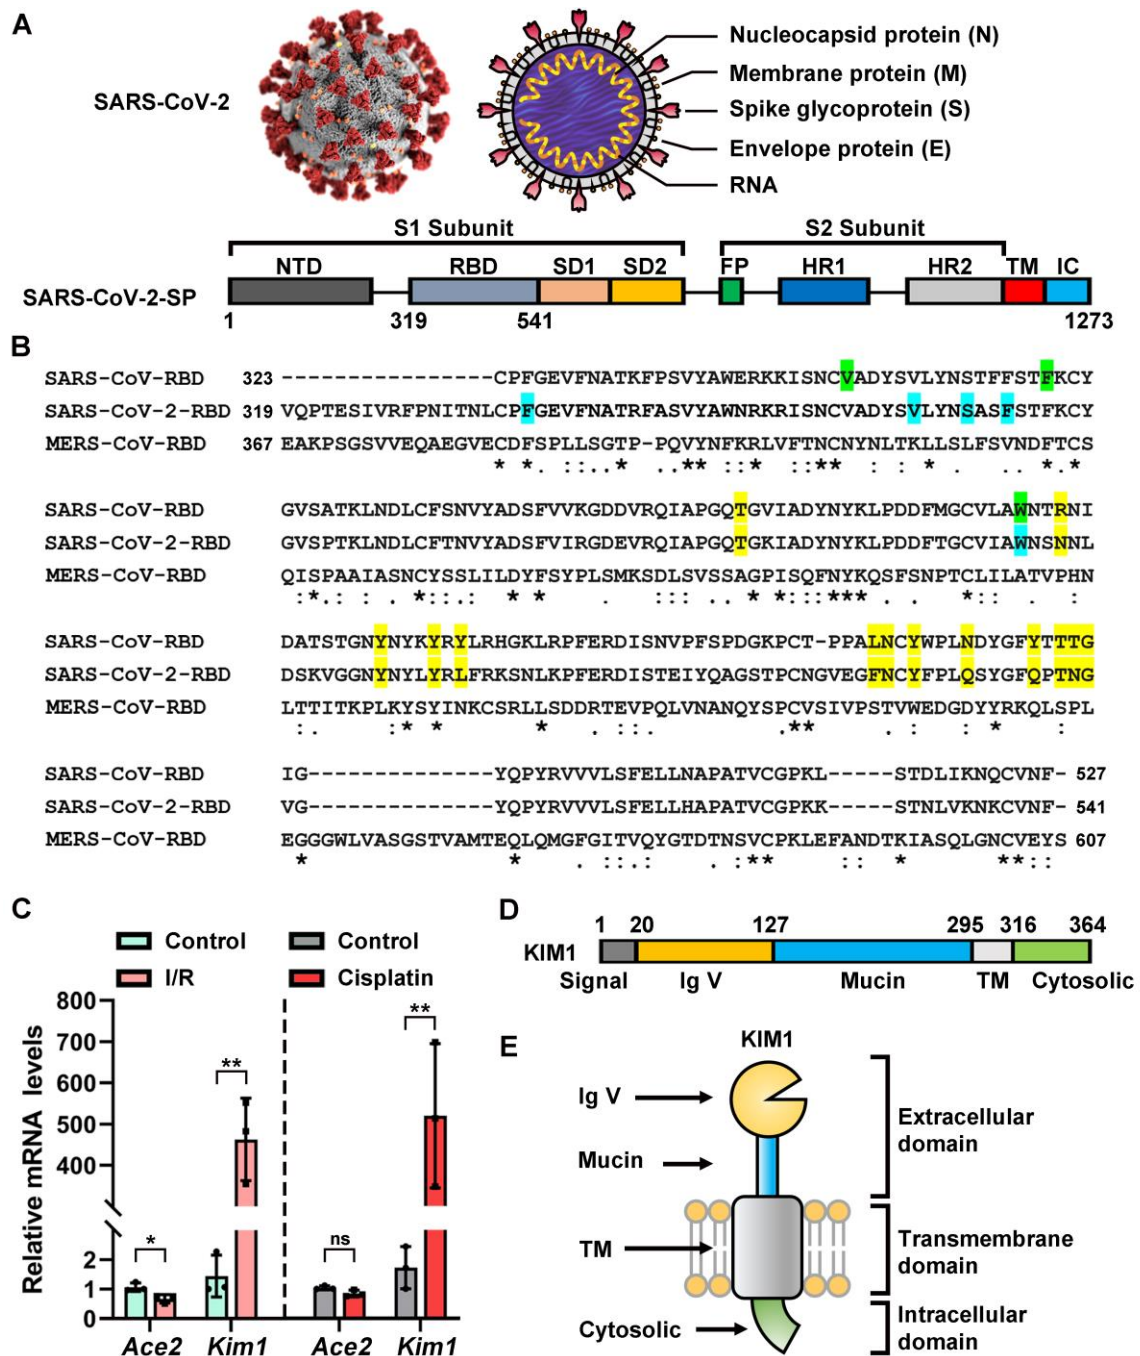 A
SARS-CoV-2
Nucleocapsid protein (N)
Membrane protein (M)
Spike glycoprotein (S)
Envelope protein (E)
RNA
S1 Subunit S2 Subunit
NTD RBD SD1 SD2 FP HR1 HR2 TM IC
SARS-CoV-2-SP
1 319 541 1273
B
SARS-CoV-RBD 323 ----------------CPFGEVFNATKFPSVYAWERKKISNCVADYSVLYNSTFFSTFKCY
SARS-CoV-2-RBD 319 VQPTESIVRFPNITNLCPFGEVFNATRFASVYAWNRKRISNCVADYSVLYNSASFSTFKCY
MERS-CoV-RBD 367 EAKPSGSVVEQAEGVECDFSPLLSGTP-PQVYNFKRLVFTNCNYNLTKLLSLFSVNDFTCS
* *. ::..* ..** ::* ::** : : * . .. *.*
SARS-CoV-RBD GVSATKLNDLCFSNVYADSFVVKGDDVRQIAPGQTGVIADYNYKLPDDFMGCVLAWNTRNI
SARS-CoV-2-RBD GVSPTKLNDLCFTNVYADSFVIRGDEVRQIAPGQTGKIADYNYKLPDDFTGCVIAWNSNNL
MERS-CoV-RBD QISPAAIASNCYSSLILDYFSYPLSMKSDLSVSSAGPISQFNYKQSFSNPTCLILATVPHN
:*.: : *::: * * . ::: .. *:::*** *: : . :
SARS-CoV-RBD DATSTGNYNYKYRYLRHGKLRPFERDISNVPFSPDGKPCT-PPALNCYWPLNDYGFYTTTG
SARS-CoV-2-RBD DSKVGGNYNYLYRLFRKSNLKPFERDISTEIYQAGSTPCNGVEGFNCYFPLQSYGFQPTNG
MERS-CoV-RBD LTTITKPLKYSYINKCSRLLSDDRTEVPQLVNANQYSPCVSIVPSTVWEDGDYYRKQLSPL
:. :* * * . :: .** . : * :
SARS-CoV-RBD IG--------------YQPYRVVVLSFELLNAPATVCGPKL-----STDLIKNQCVNF- 527
SARS-CoV-2-RBD VG--------------YQPYRVVVLSFELLHAPATVCGPKK-----STNLVKNKCVNF- 541
MERS-CoV-RBD EGGGWLVASGSTVAMTEQLQMGFGITVQYGTDTNSVCPKLEFANDTKIASQLGNCVEYS 607
* * . ::. .: :** :: * **::
C
Control Control
I/R Cisplatin
Relative mRNA levels
800
700
600
500
400
2
1
0
* ** ns **
Ace2 Kim1 Ace2 Kim1
D
1 20 127 295 316 364
KIM1
Signal Ig V Mucin TM Cytosolic
E
KIM1
Ig V
Mucin
TM
Cytosolic
Extracellular
domain
Transmembrane
domain
Intracellular
domain